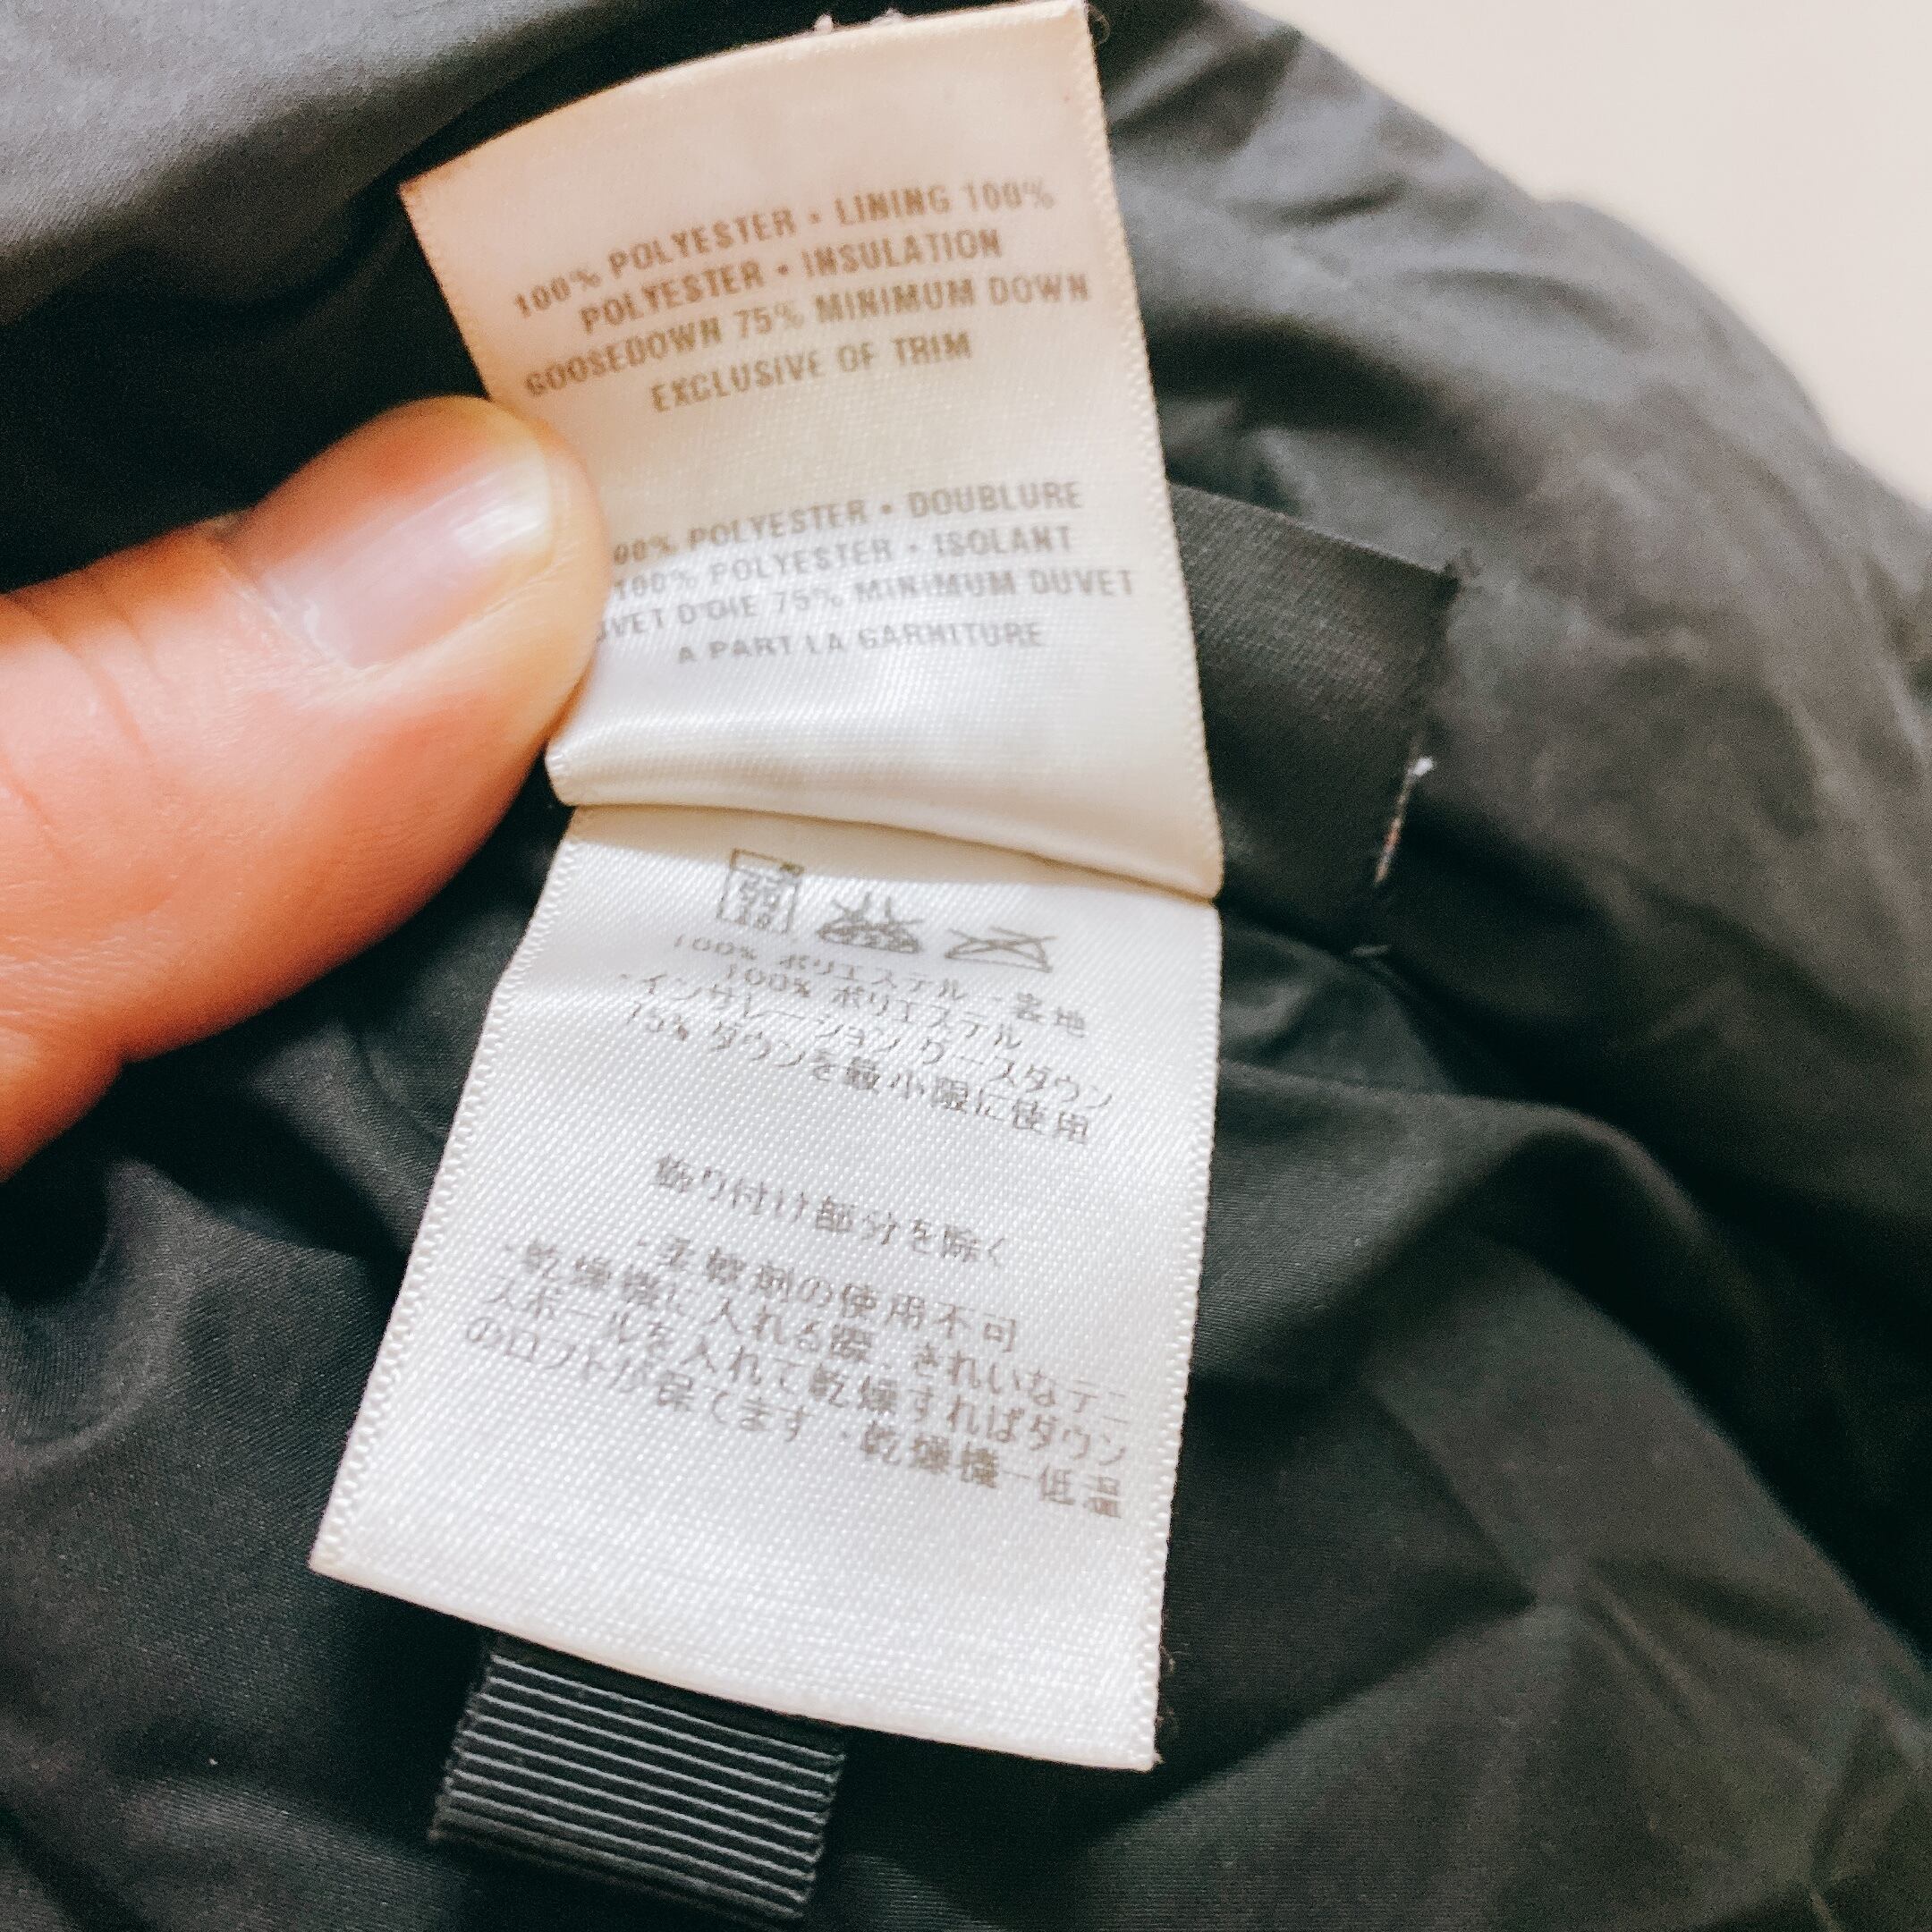 100% POLYESTER • LINING 100%
POLYESTER • INSULATION
GOOSEDOWN 75% MINIMUM DOWN
EXCLUSIVE OF TRIM
00% POLYESTER • DOUBLURE
100% POLYESTER • ISOLANT
UVET D'OIE 75% MINIMUM DUVET
A PART LA GARNITURE
100% ポリエステル - 表地
100% ポリエステル
- インサレーション グースダウン
75% ダウンを最小限に使用
飾り付け部分を除く
- 柔軟剤の使用不可
- 乾燥機に入れる際、きれいなテニ
スボールを入れて乾燥すればダウン
のロフトが保てます - 乾燥機 - 低温